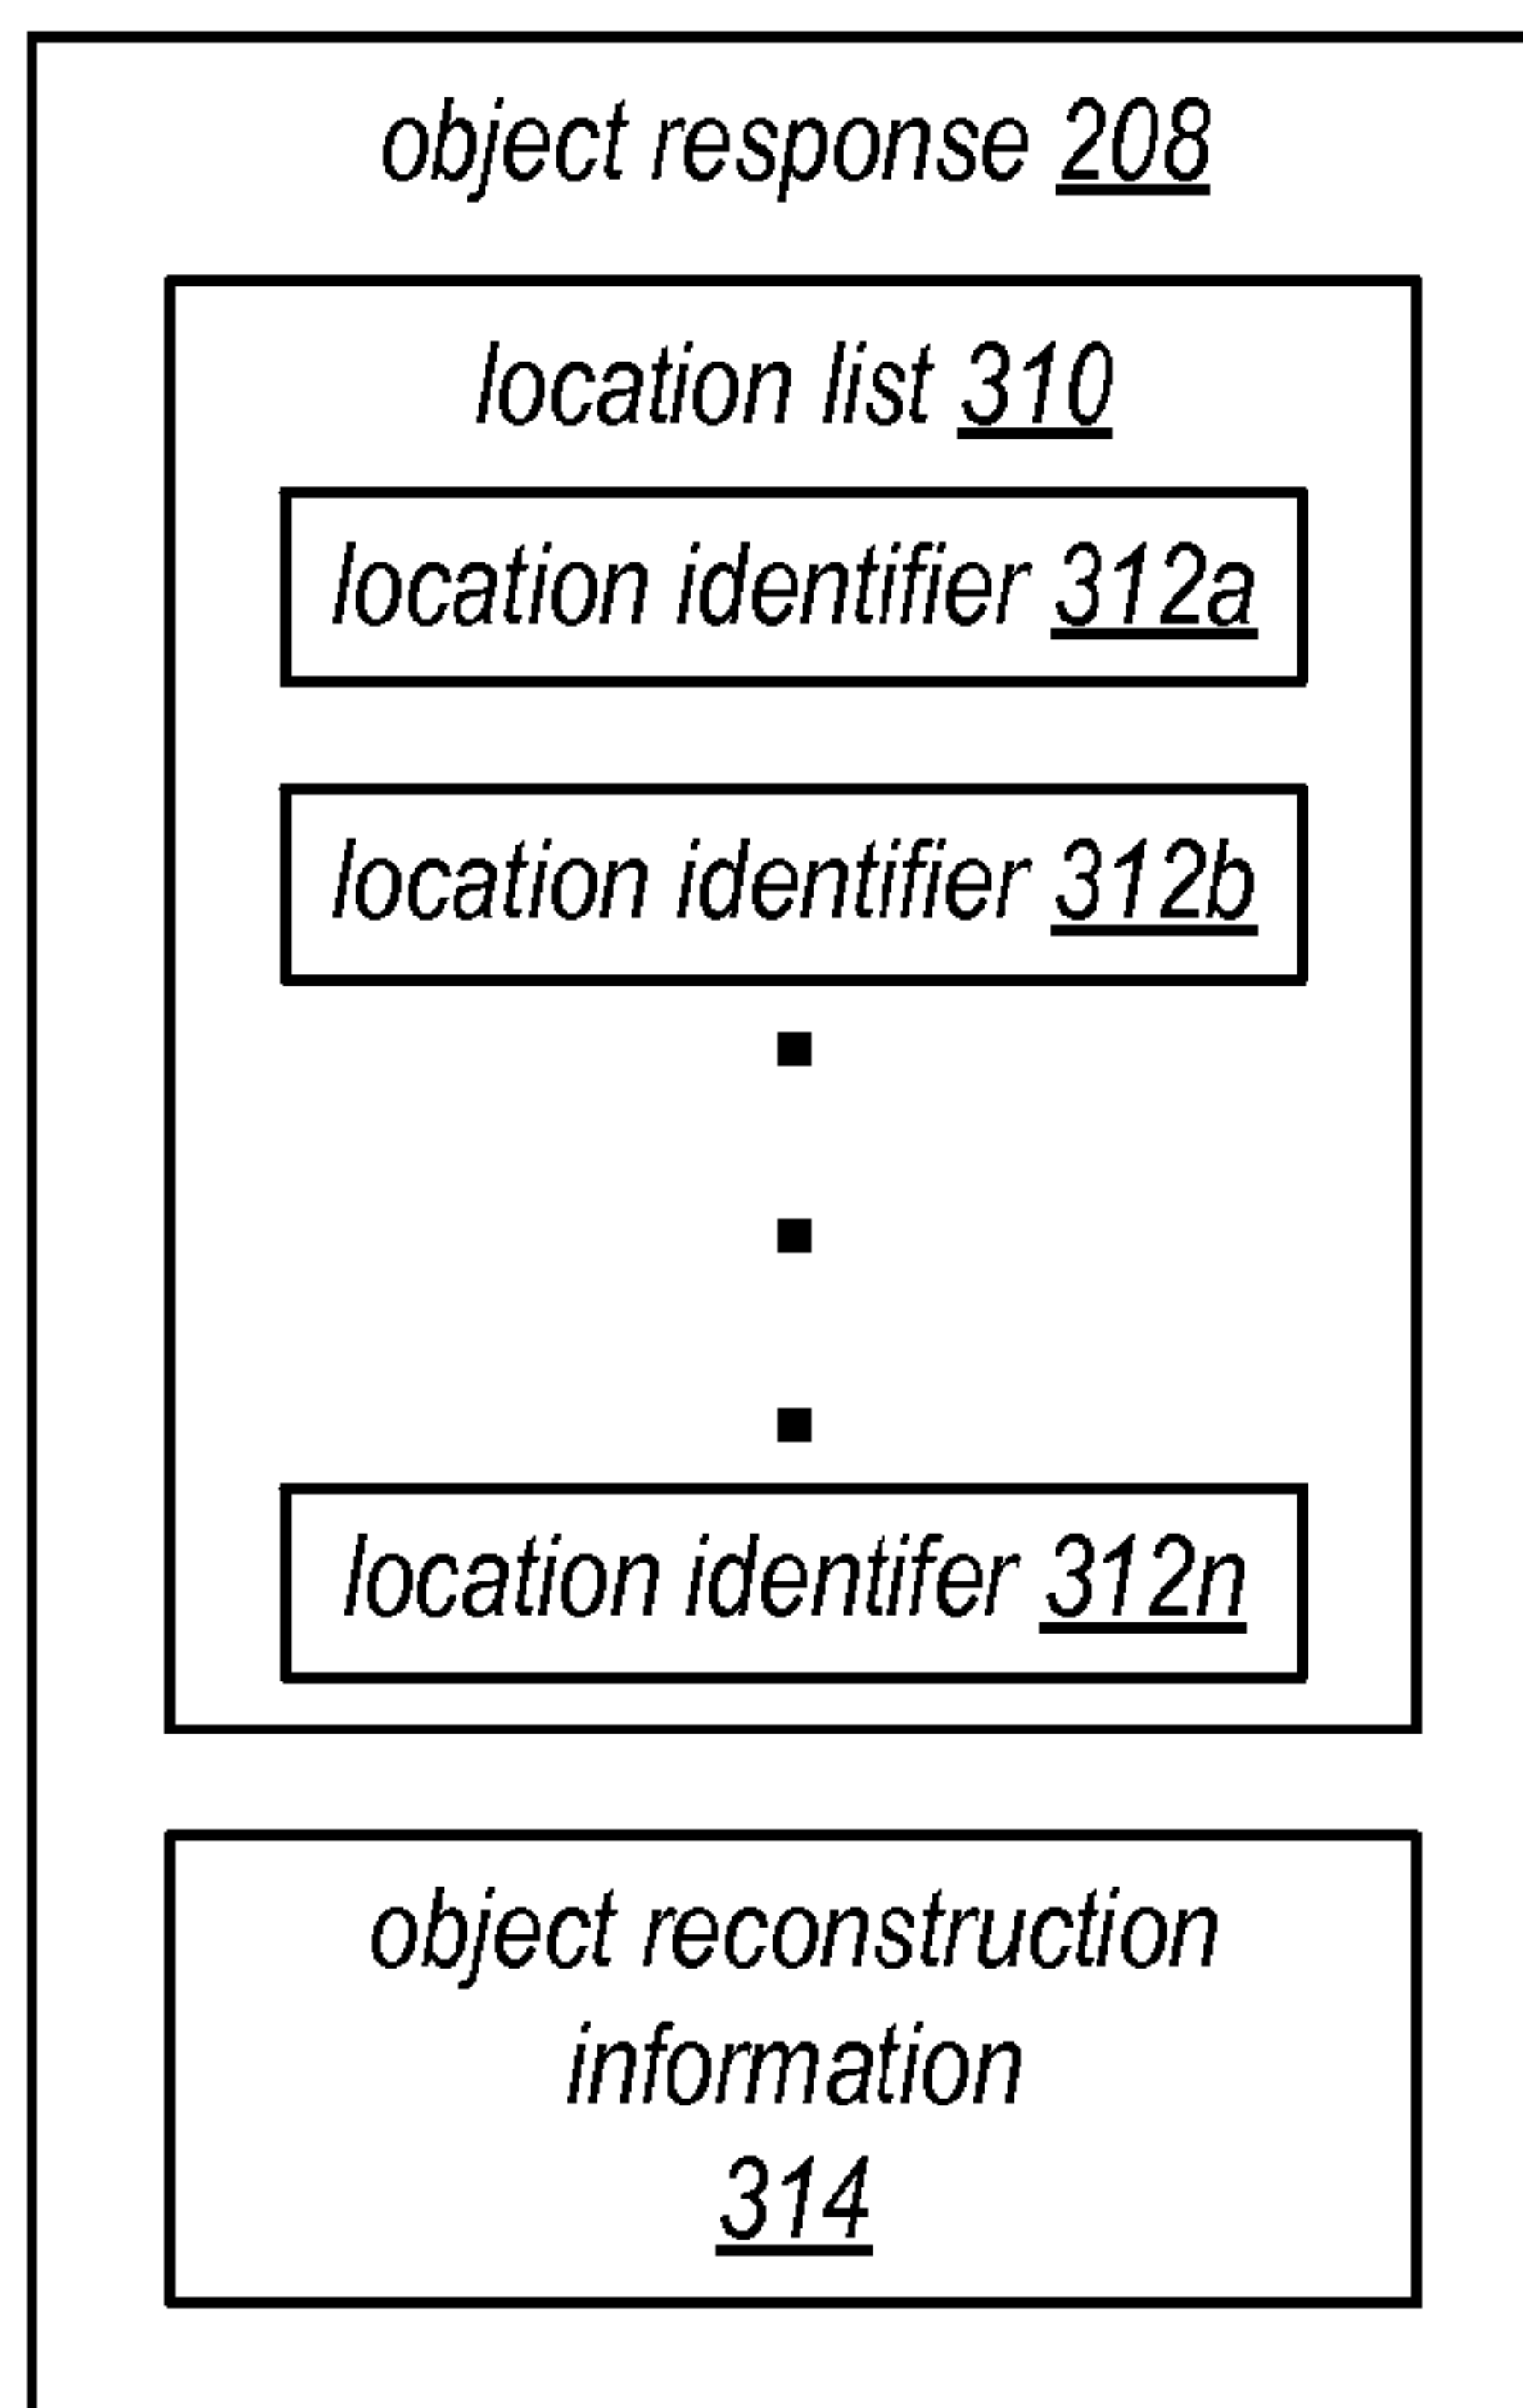 object response 208
location list 310
location identifier 312a
location identifier 312b
location identifer 312n
object reconstruction
information
314